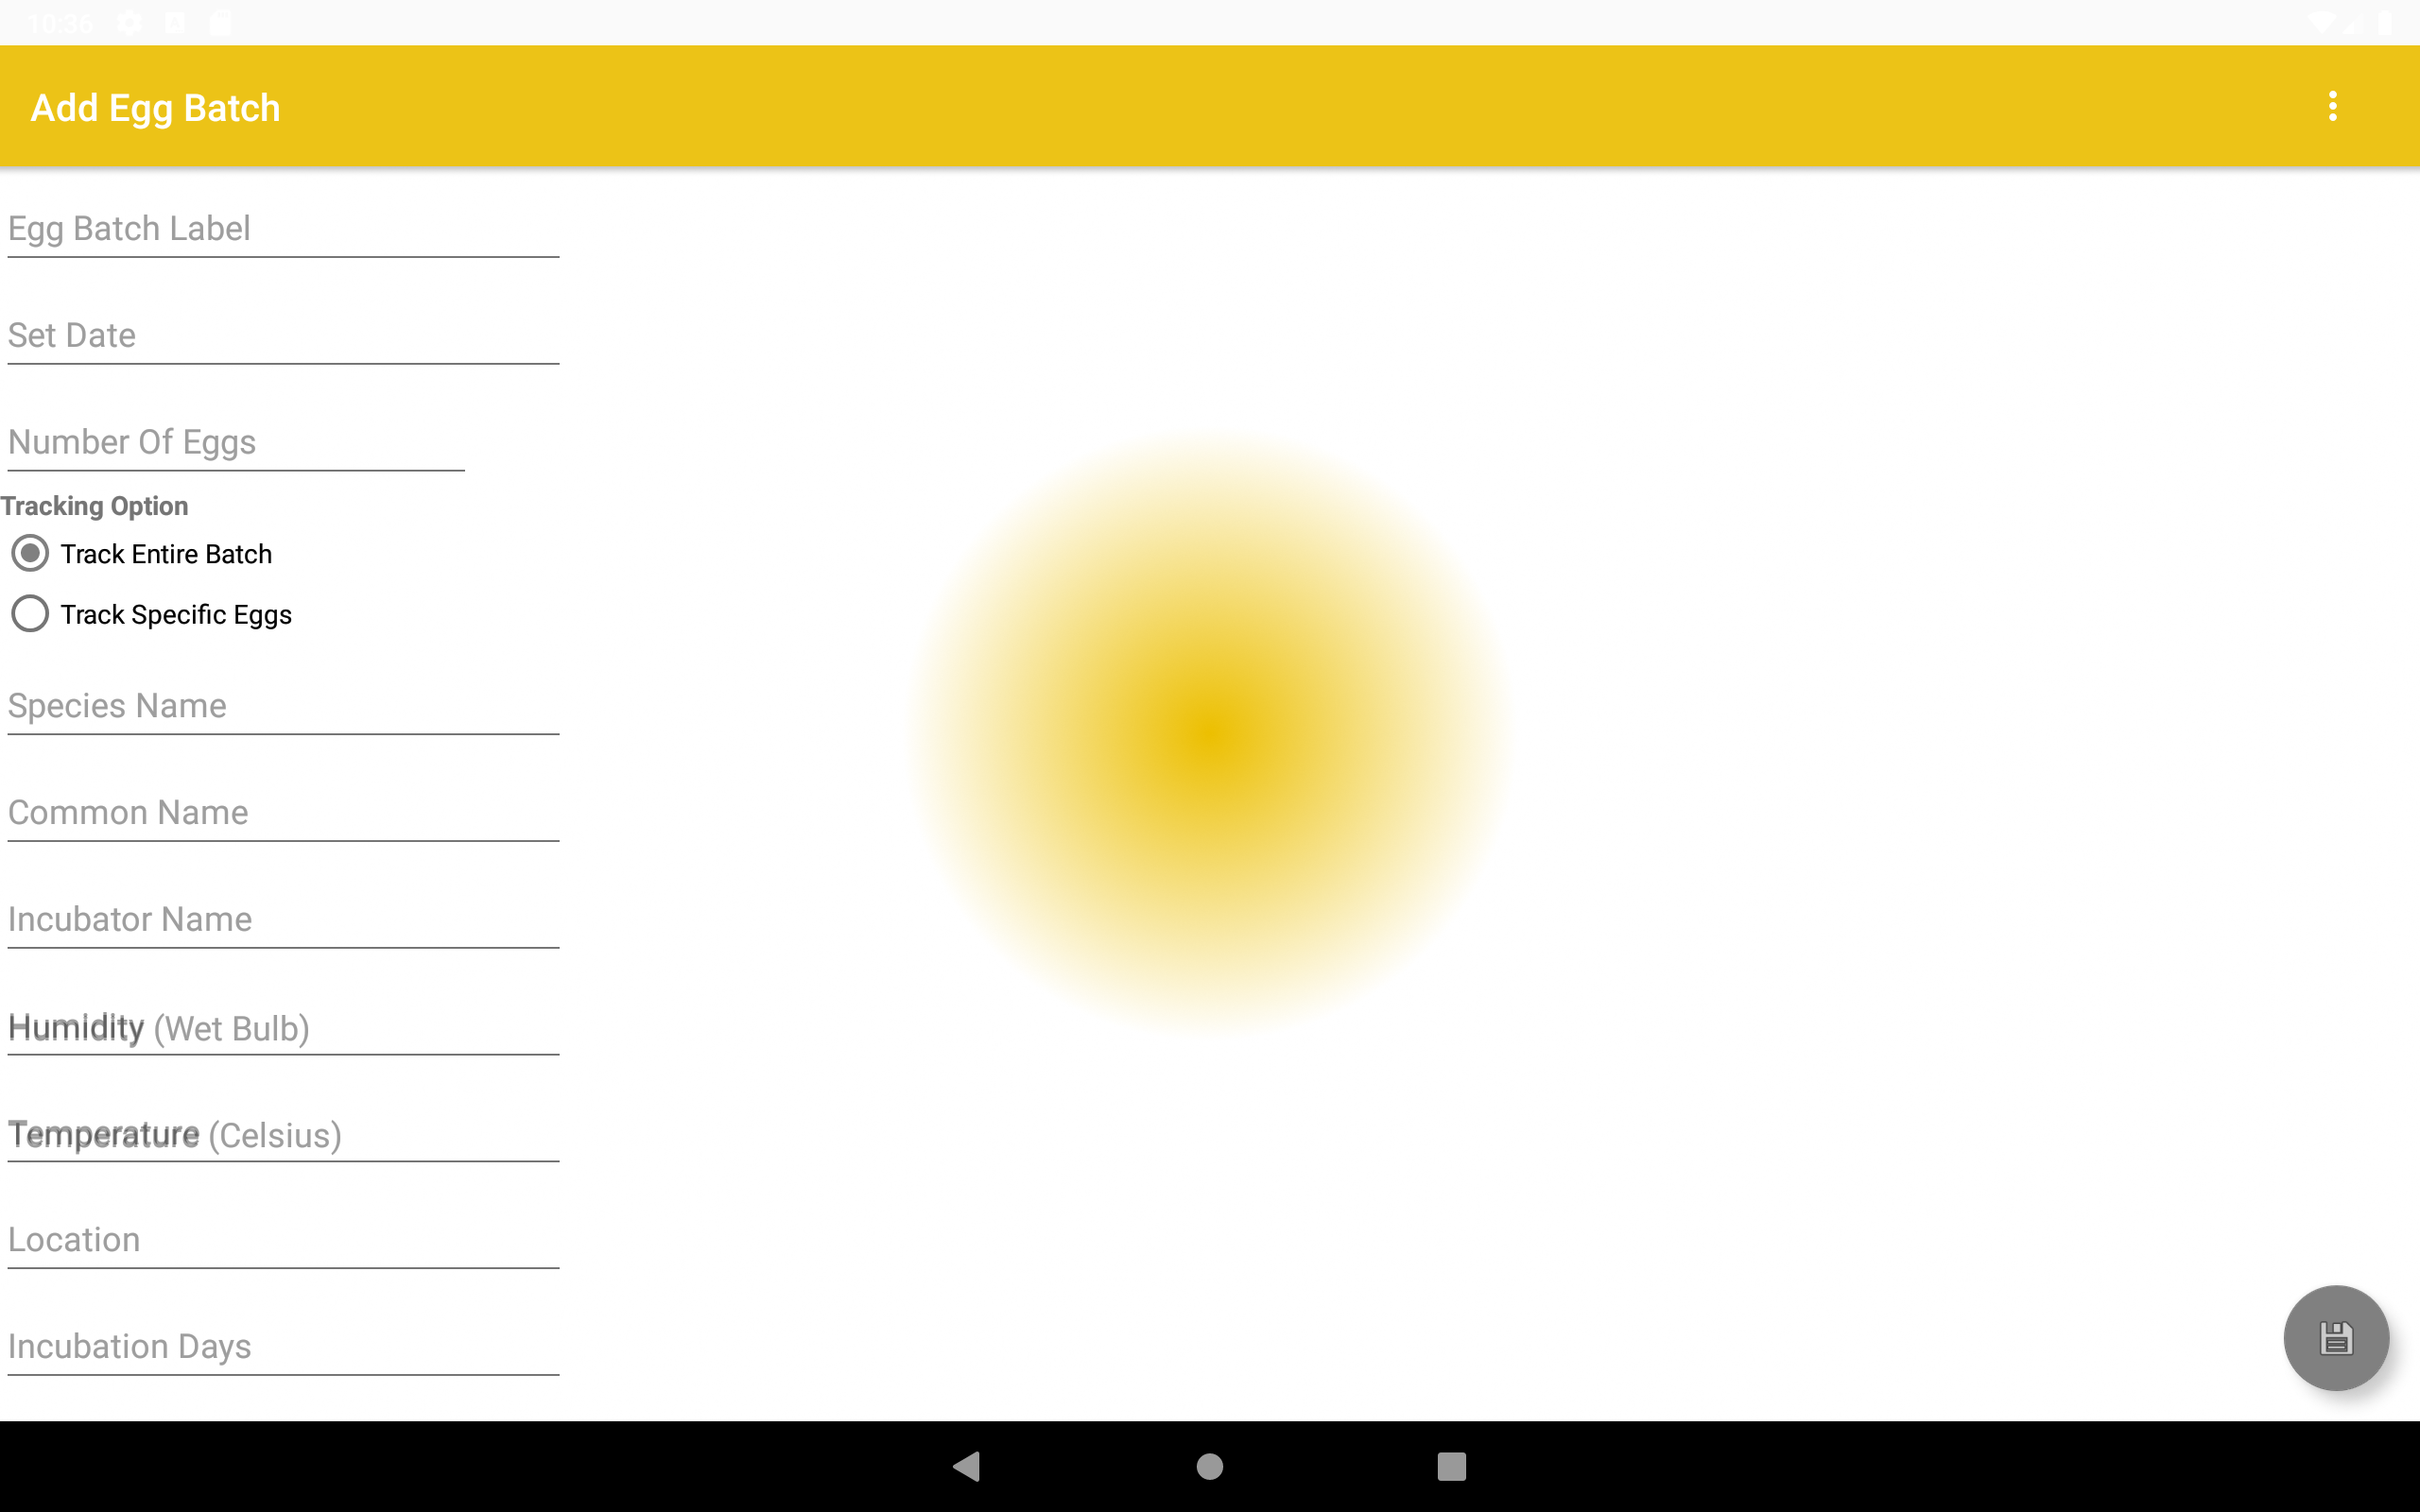 10:36
Add Egg Batch
Egg Batch Label
Set Date
Number Of Eggs
Tracking Option
Track Entire Batch
Track Specific Eggs
Species Name
Common Name
Incubator Name
Humidity (Wet Bulb)
Temperature (Celsius)
Location
Incubation Days